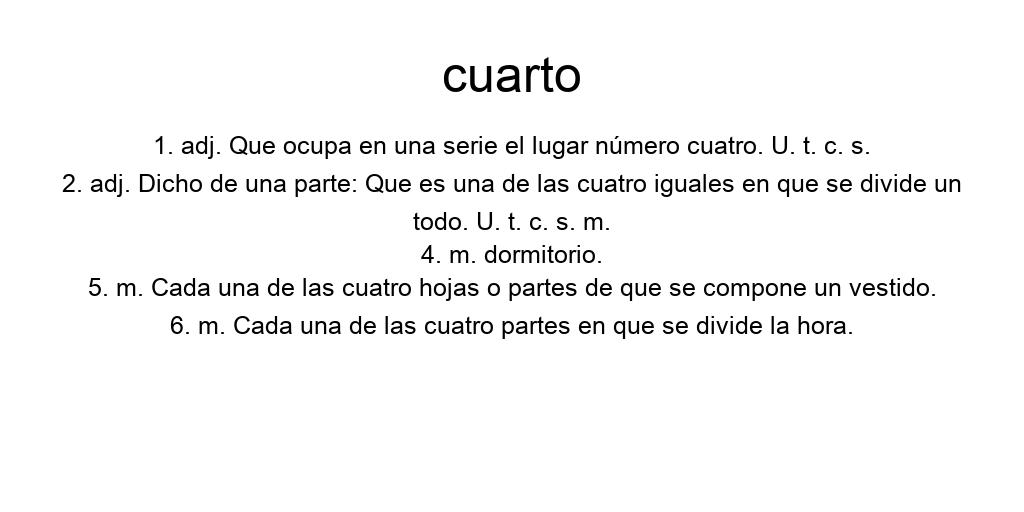 cuarto
1. adj. Que ocupa en una serie el lugar número cuatro. U. t. c. s.
2. adj. Dicho de una parte: Que es una de las cuatro iguales en que se divide un
todo. U. t. c. s. m.
4. m. dormitorio.
5. m. Cada una de las cuatro hojas o partes de que se compone un vestido.
6. m. Cada una de las cuatro partes en que se divide la hora.